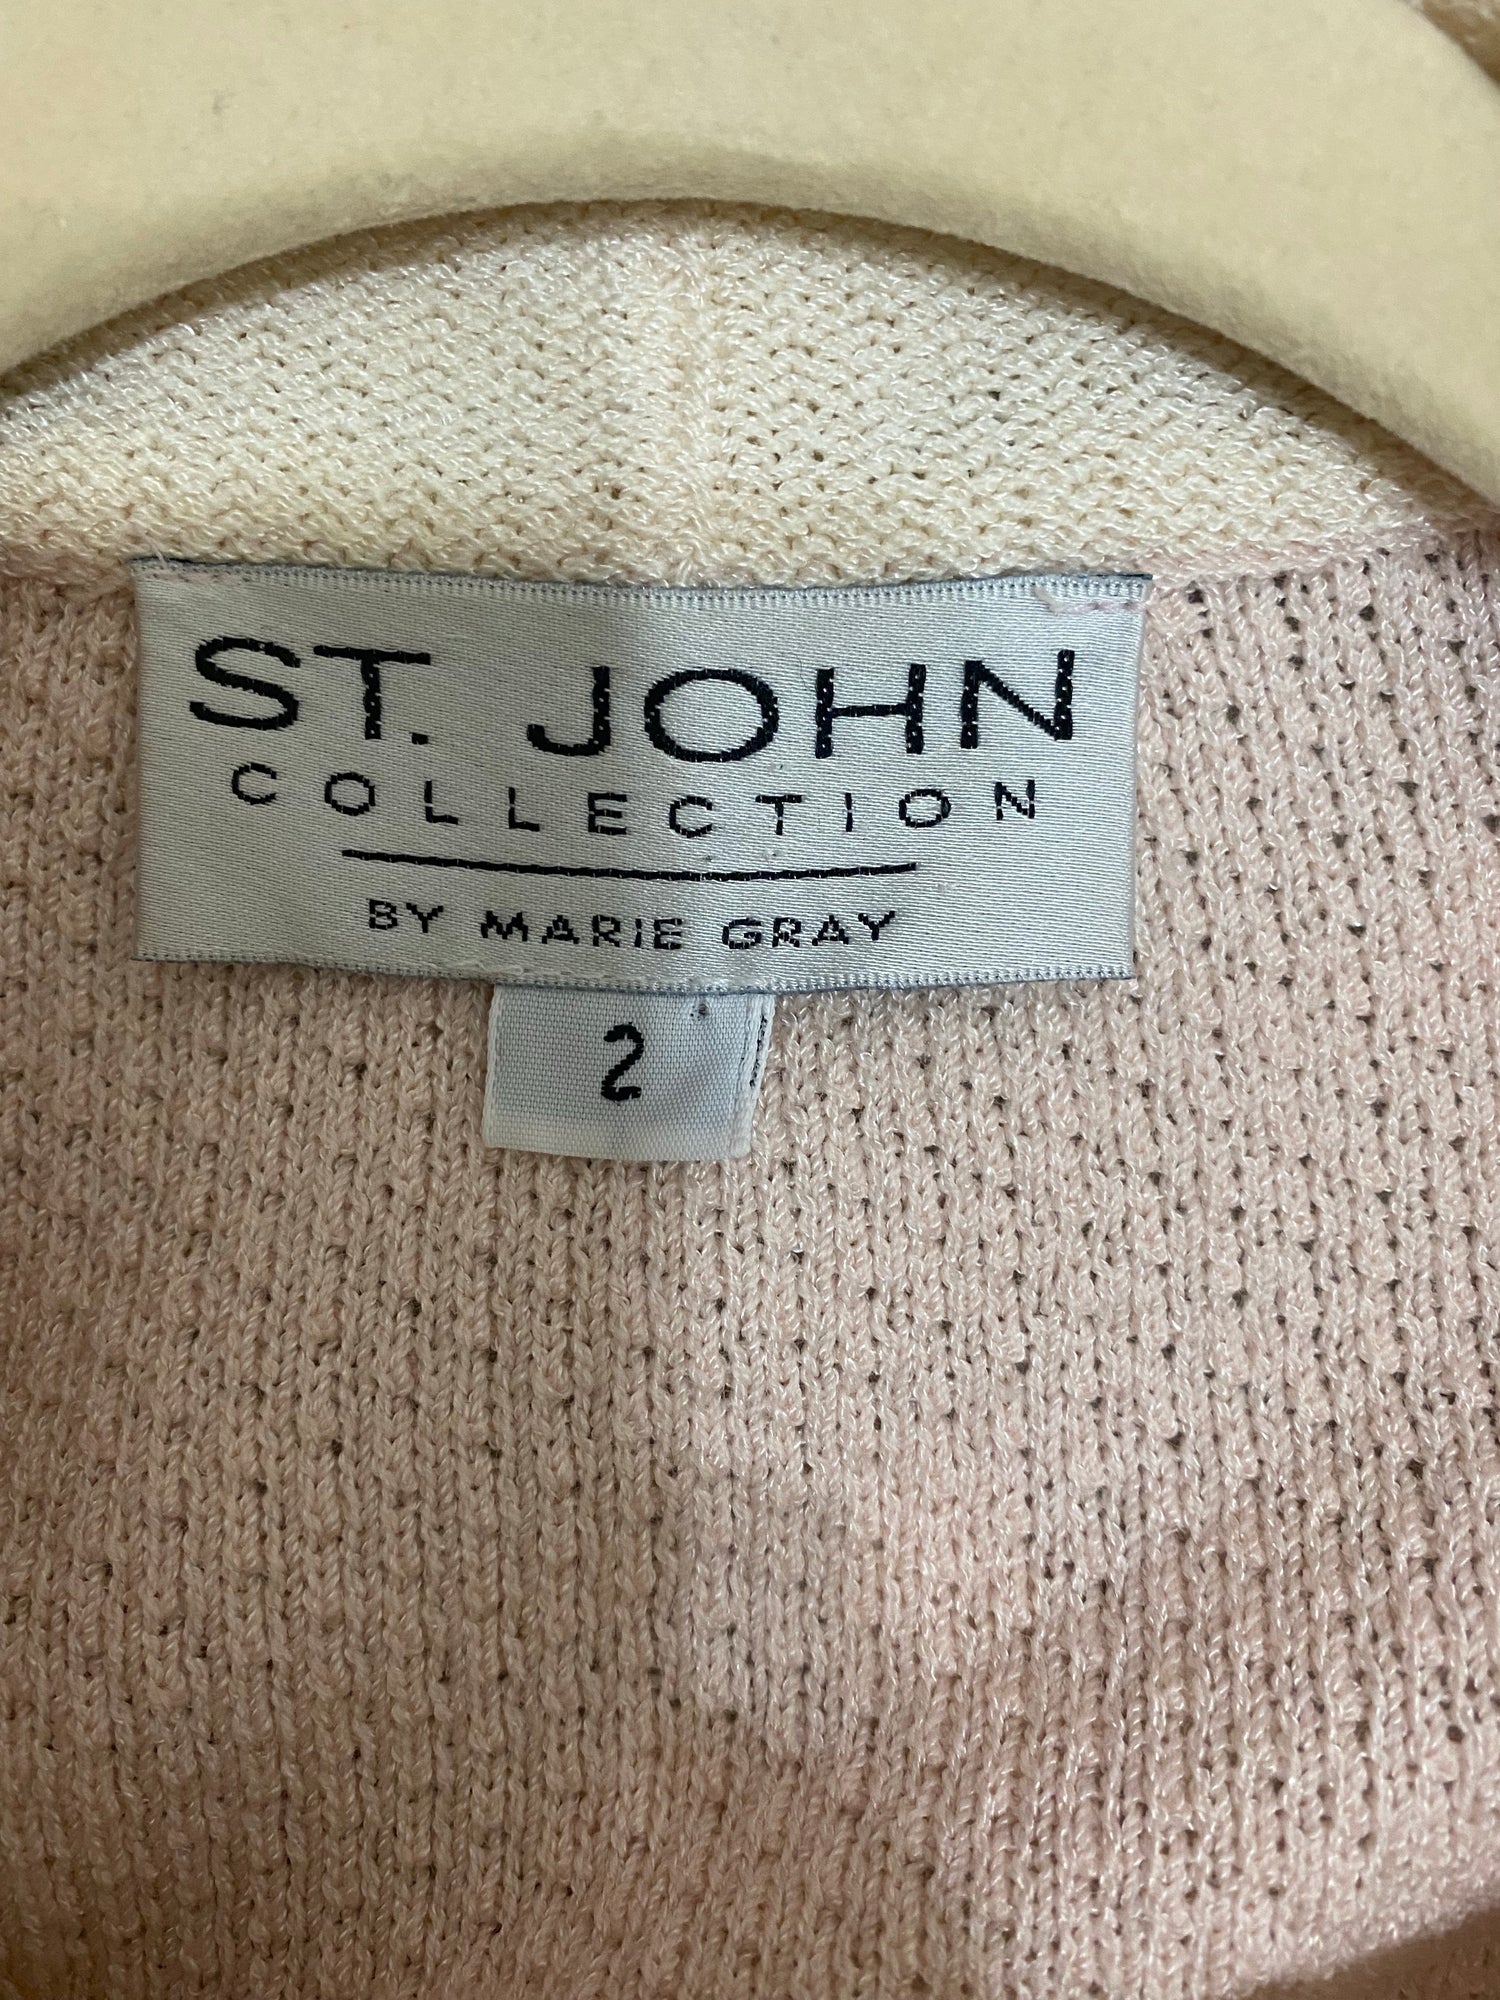 ST. JOHN
COLLECTION
BY MARIE GRAY
2